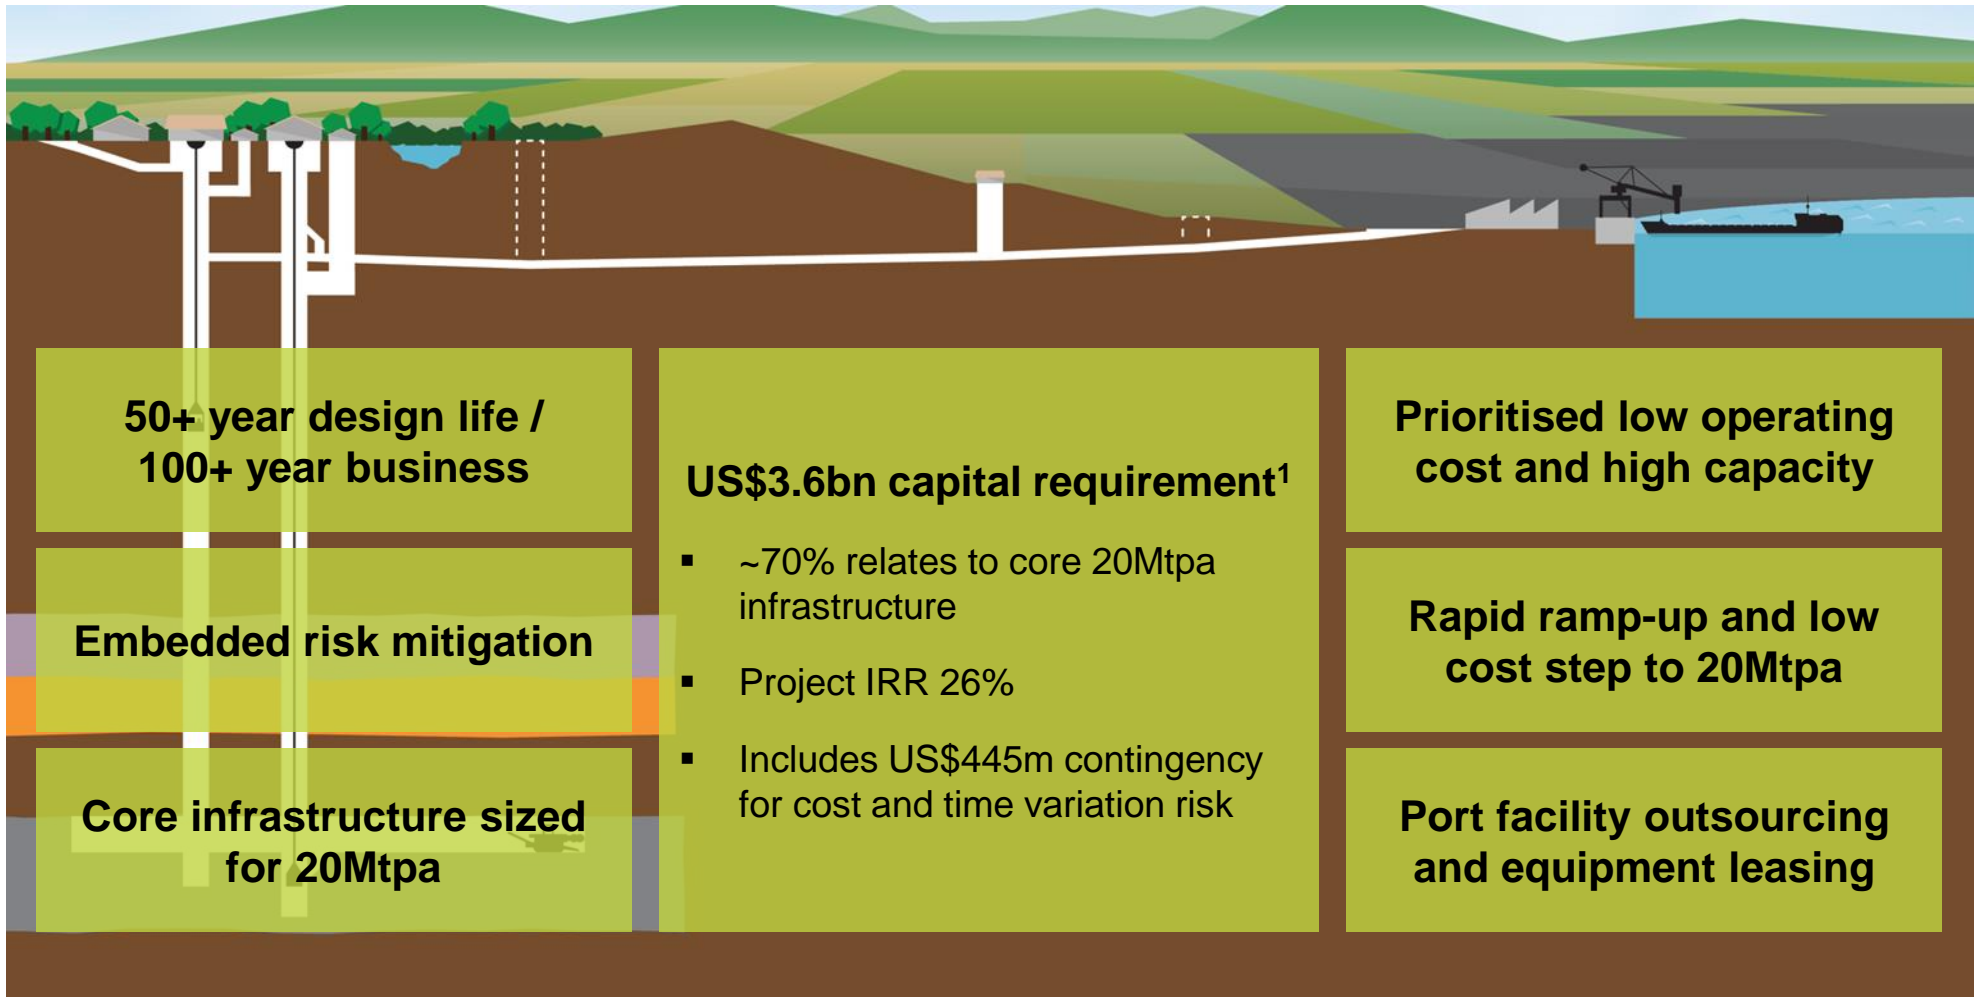 50+ year design life /
100+ year business
Embedded risk mitigation
Core infrastructure sized
for 20Mtpa
US$3.6bn capital requirement¹
▪ ~70% relates to core 20Mtpa
infrastructure
▪ Project IRR 26%
▪ Includes US$445m contingency
for cost and time variation risk
Prioritised low operating
cost and high capacity
Rapid ramp-up and low
cost step to 20Mtpa
Port facility outsourcing
and equipment leasing